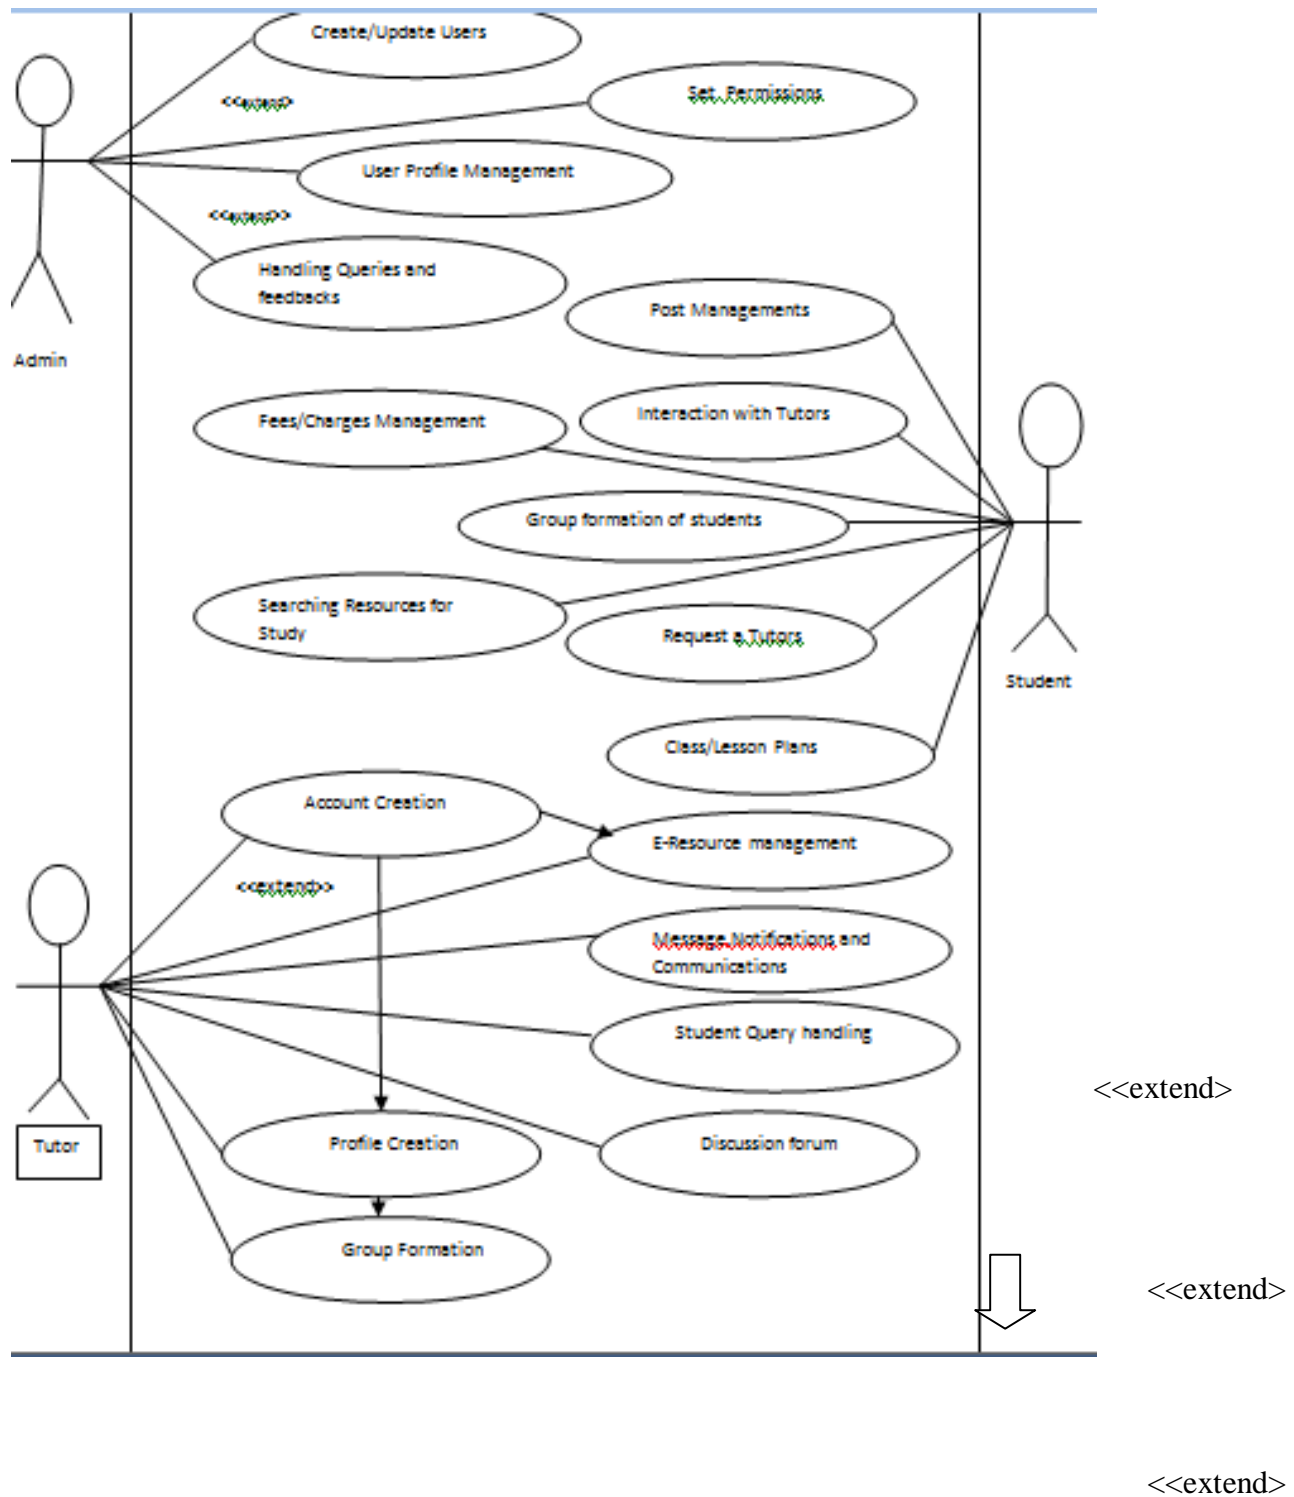 Create/Update Users
<<extend>
Set Permissions
User Profile Management
<<extend>>
Handling Queries and
feedbacks
Post Managements
Admin
Fees/Charges Management
Interaction with Tutors
Group formation of students
Searching Resources for
Study
Request a Tutors
Student
Class/Lesson Plans
Account Creation
E-Resource management
<<extend>>
Message Notifications and
Communications
Student Query handling
<<extend>
Tutor
Profile Creation
Discussion forum
Group Formation
<<extend>
<<extend>